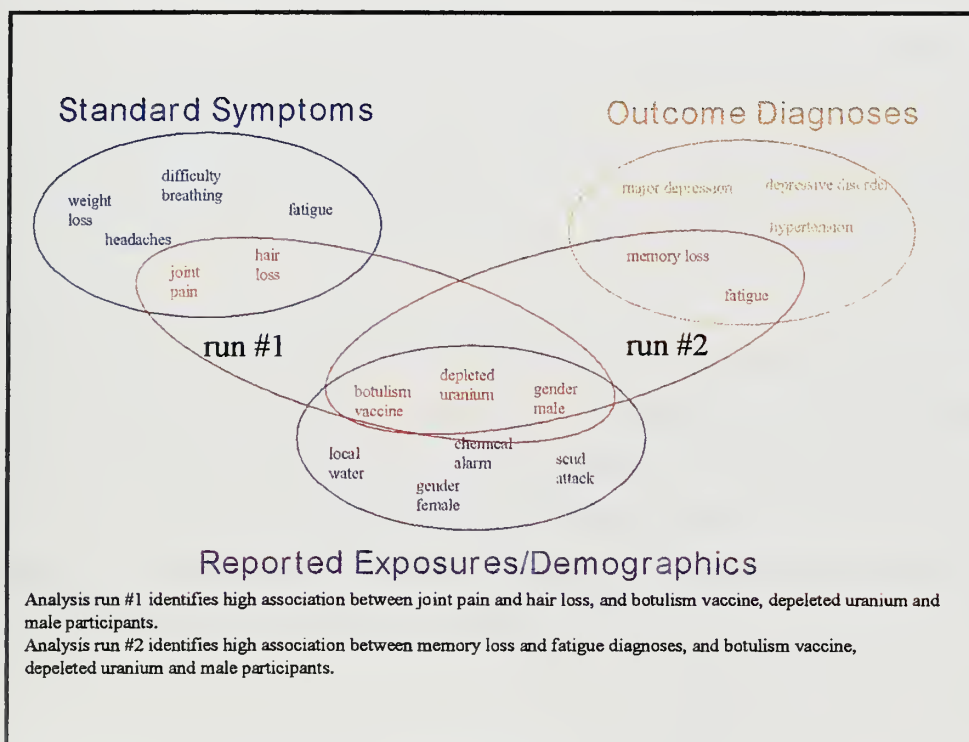 Standard Symptoms
Outcome Diagnoses
weight
loss
difficulty
breathing
fatigue
headaches
joint
pain
hair
loss
major depression
depressive disorder
hypertension
memory loss
fatigue
run #1
run #2
botulism
vaccine
depleted
uranium
gender
male
local
water
chemical
alarm
gender
female
scud
attack
Reported Exposures/Demographics
Analysis run #1 identifies high association between joint pain and hair loss, and botulism vaccine, depeleted uranium and
male participants.
Analysis run #2 identifies high association between memory loss and fatigue diagnoses, and botulism vaccine,
depeleted uranium and male participants.